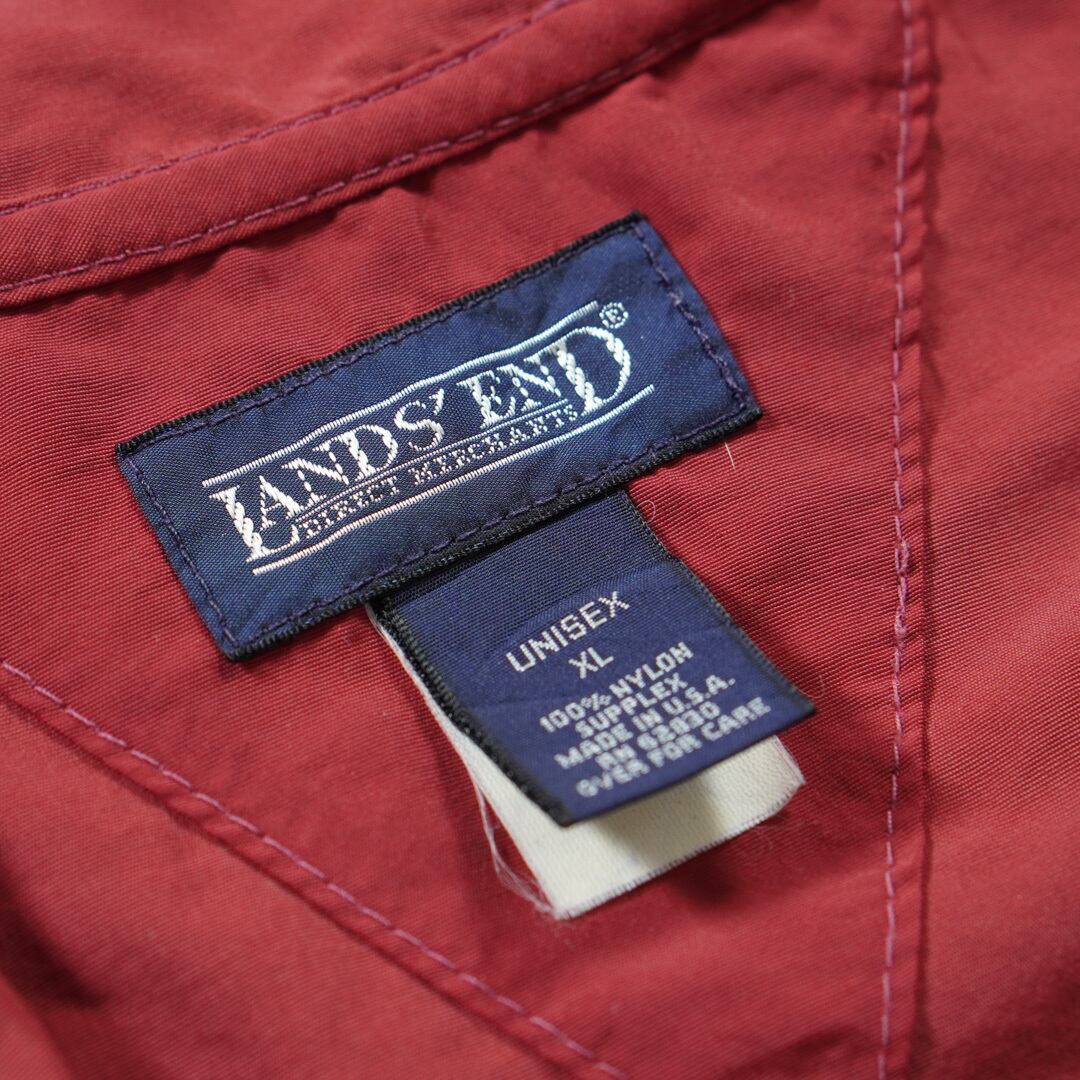 LANDS' END®
DIRECT MERCHANTS
UNISEX
XL
100% NYLON
SUPPLEX
MADE IN U.S.A.
RN 62830
OVER FOR CARE